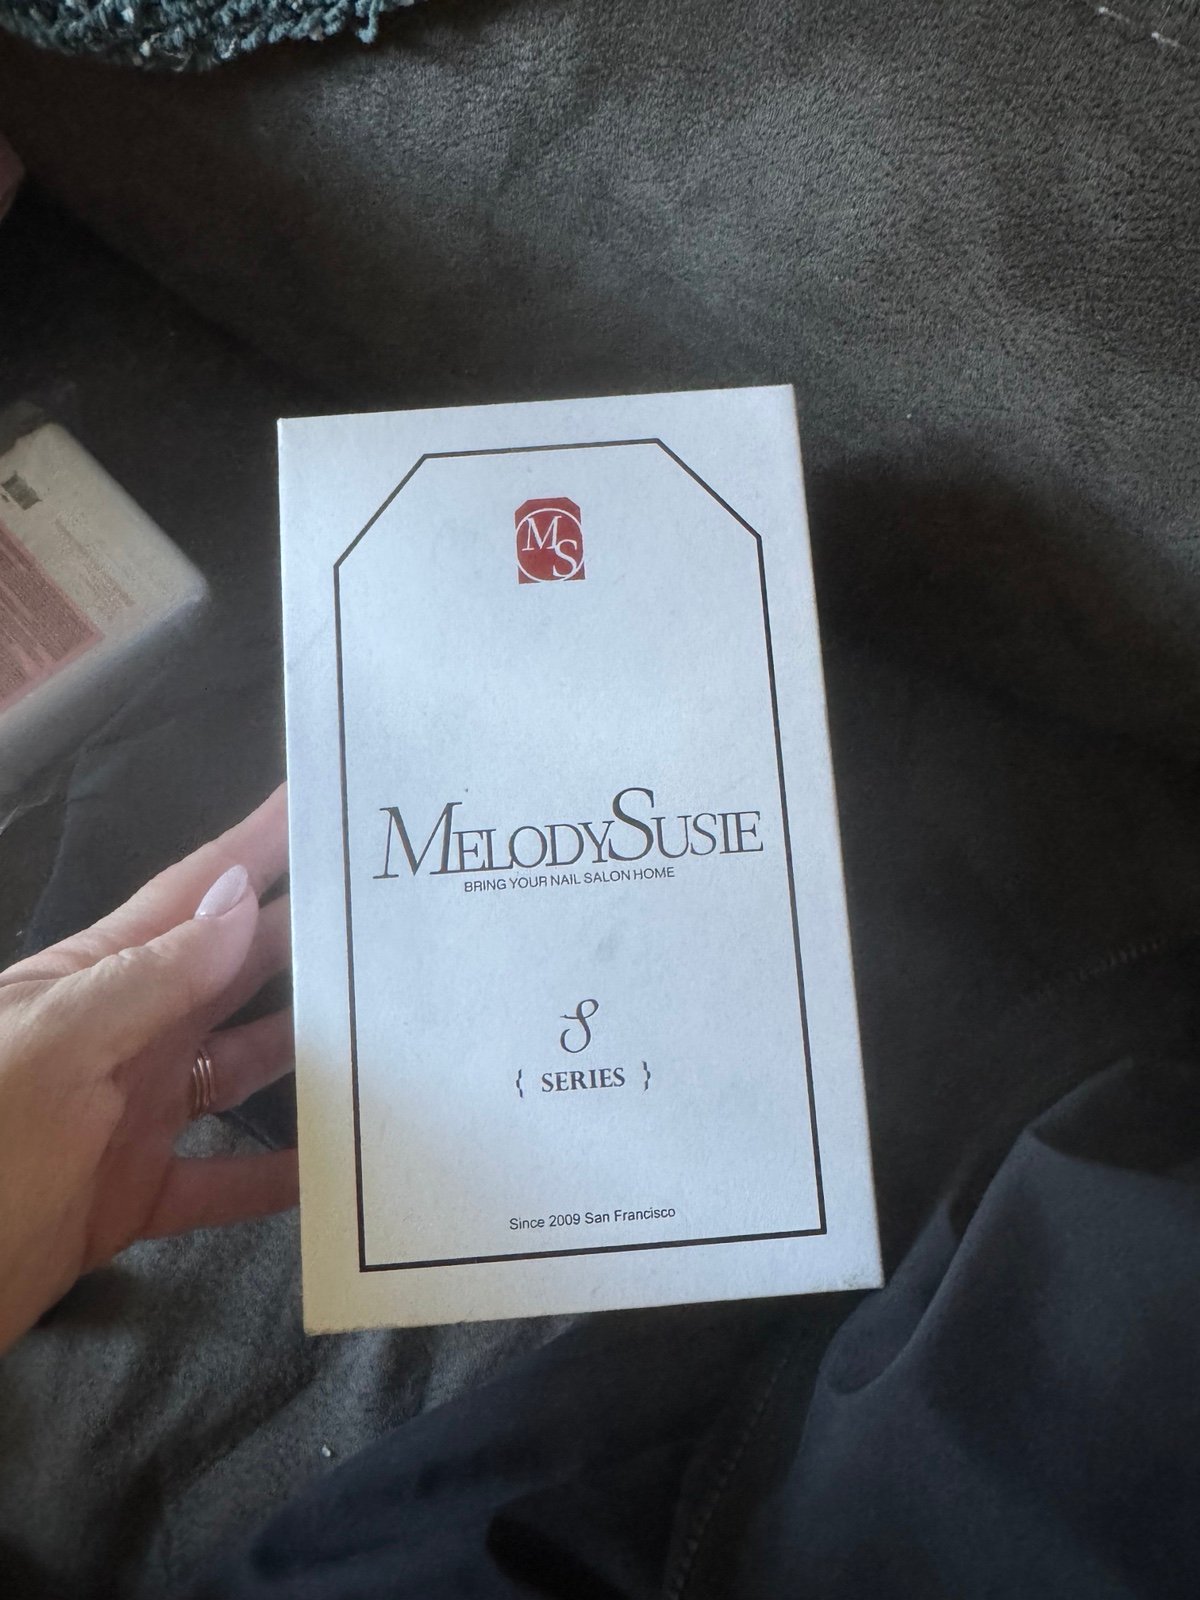 MS
MELODYSUSIE
BRING YOUR NAIL SALON HOME
S
{ SERIES }
Since 2009 San Francisco